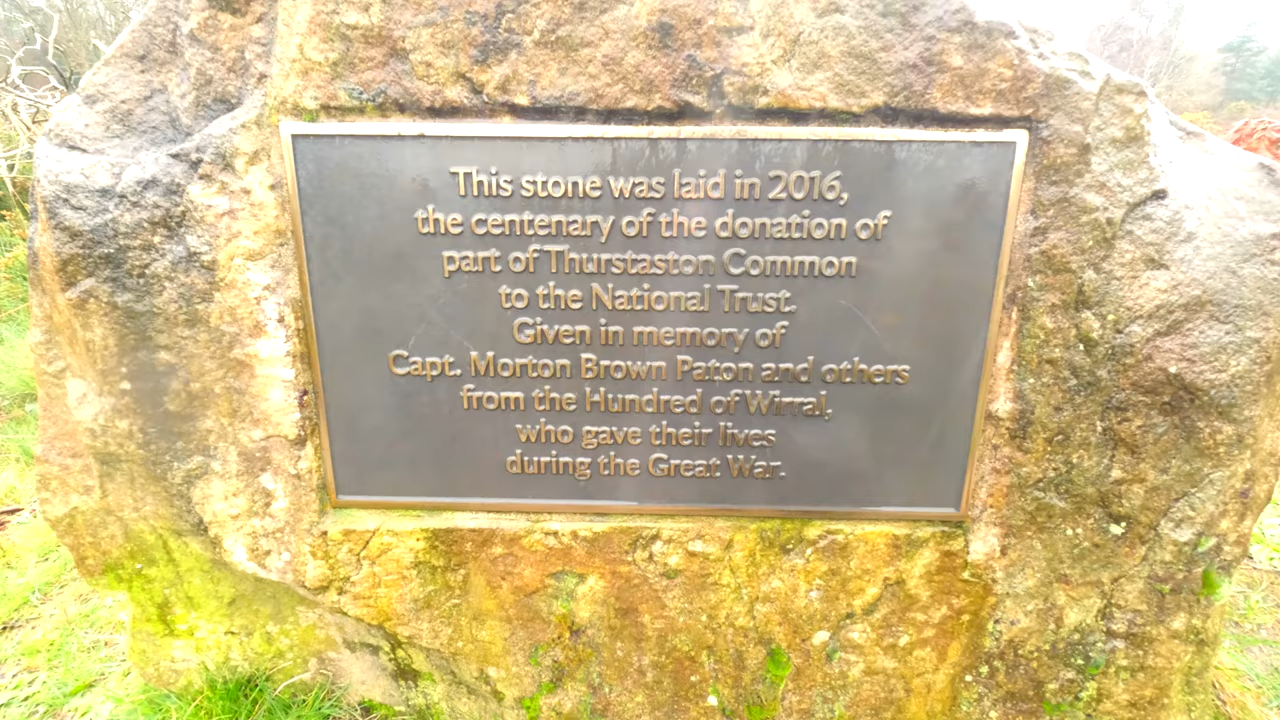 This stone was laid in 2016,
the centenary of the donation of
part of Thurstaston Common
to the National Trust.
Given in memory of
Capt. Morton Brown Paton and others
from the Hundred of Wirral,
who gave their lives
during the Great War.